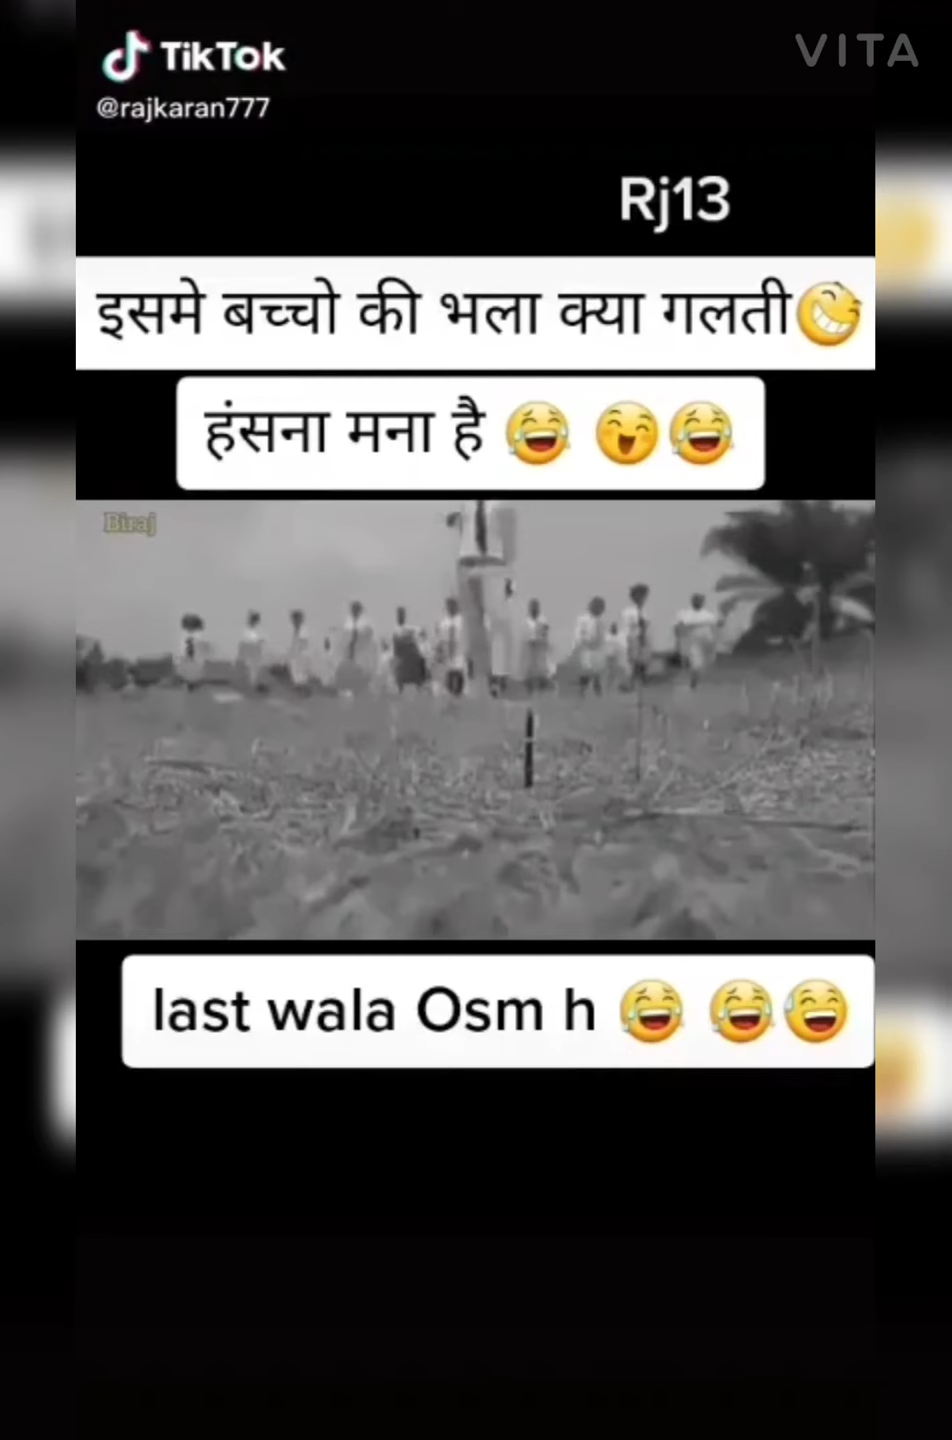 TikTok
VITA
@rajkaran777
Rj13
इसमे बच्चो की भला क्या गलती🤣
हंसना मना है 😂 😄😂
Biraj
last wala Osm h 😂 😂😅